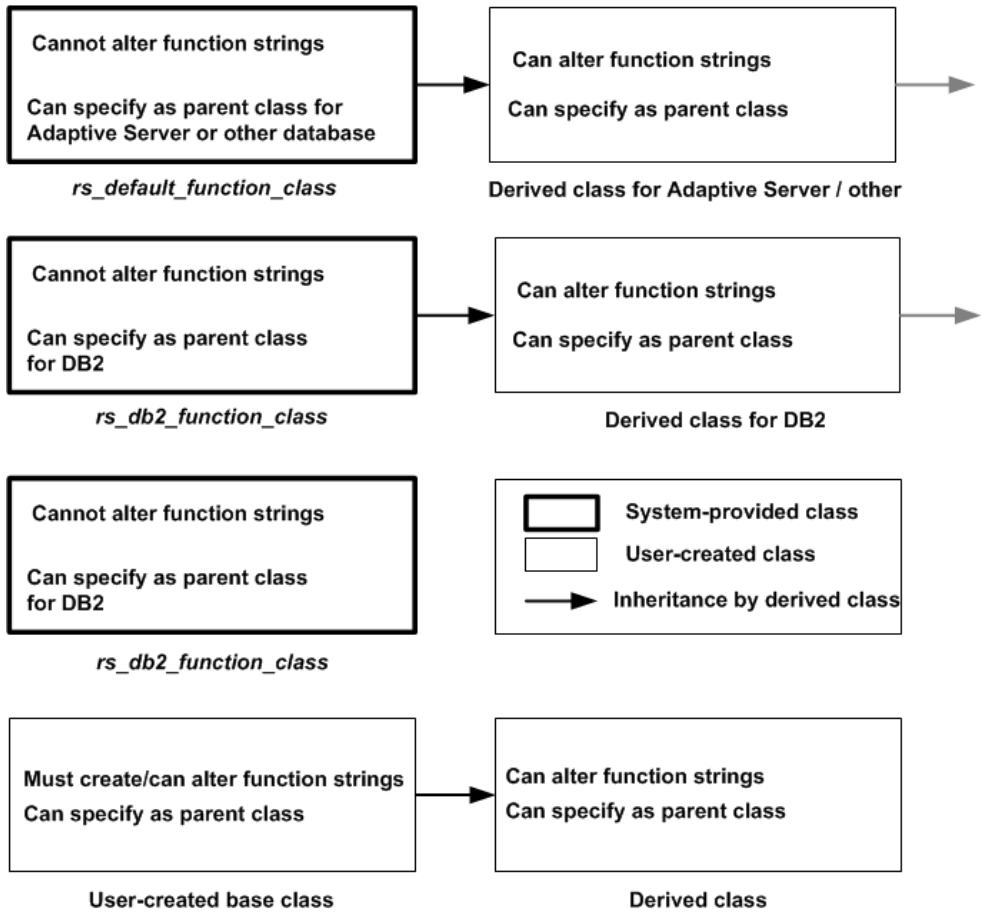 Cannot alter function strings
Can specify as parent class for
Adaptive Server or other database
rs_default_function_class
Can alter function strings
Can specify as parent class
Derived class for Adaptive Server / other
Cannot alter function strings
Can specify as parent class
for DB2
rs_db2_function_class
Can alter function strings
Can specify as parent class
Derived class for DB2
Cannot alter function strings
Can specify as parent class
for DB2
rs_db2_function_class
System-provided class
User-created class
Inheritance by derived class
Must create/can alter function strings
Can specify as parent class
User-created base class
Can alter function strings
Can specify as parent class
Derived class